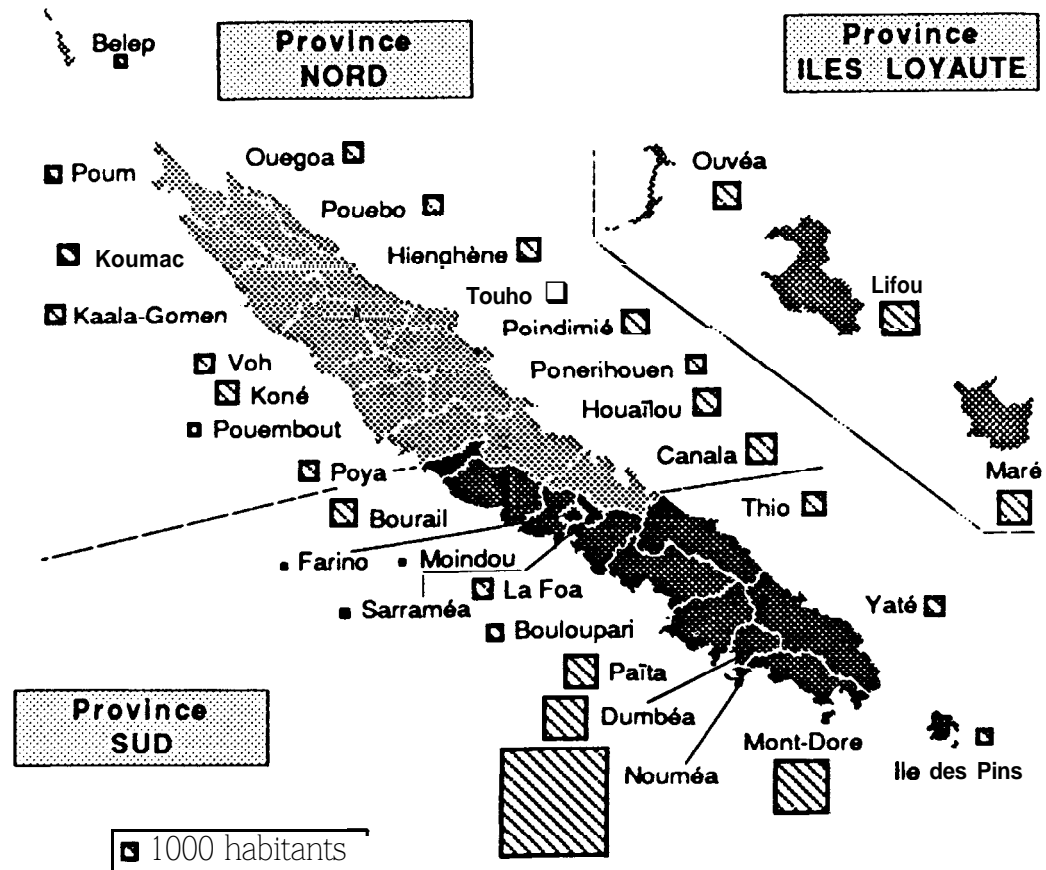 Belep
Province
NORD
Province
ILES LOYAUTE
Poum
Ouegoa
Ouvéa
Pouebo
Koumac
Hienghène
Lifou
Touho
Kaala-Gomen
Poindimié
Voh
Ponerihouen
Koné
Houaïlou
Pouembout
Canala
Poya
Maré
Thio
Bourail
Farino
Moindou
La Foa
Sarraméa
Yaté
Bouloupari
Païta
Province
SUD
Dumbéa
Mont-Dore
Nouméa
Ile des Pins
1000 habitants